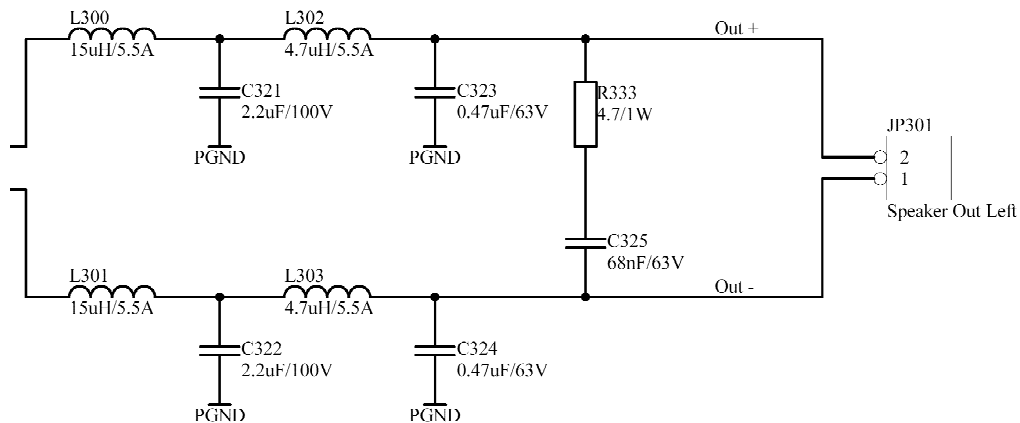 L300
15uH/5.5A
L302
4.7uH/5.5A
Out +
C321
2.2uF/100V
PGND
C323
0.47uF/63V
PGND
R333
4.7/1W
JP301
2
1
Speaker Out Left
C325
68nF/63V
L301
15uH/5.5A
L303
4.7uH/5.5A
Out -
C322
2.2uF/100V
PGND
C324
0.47uF/63V
PGND